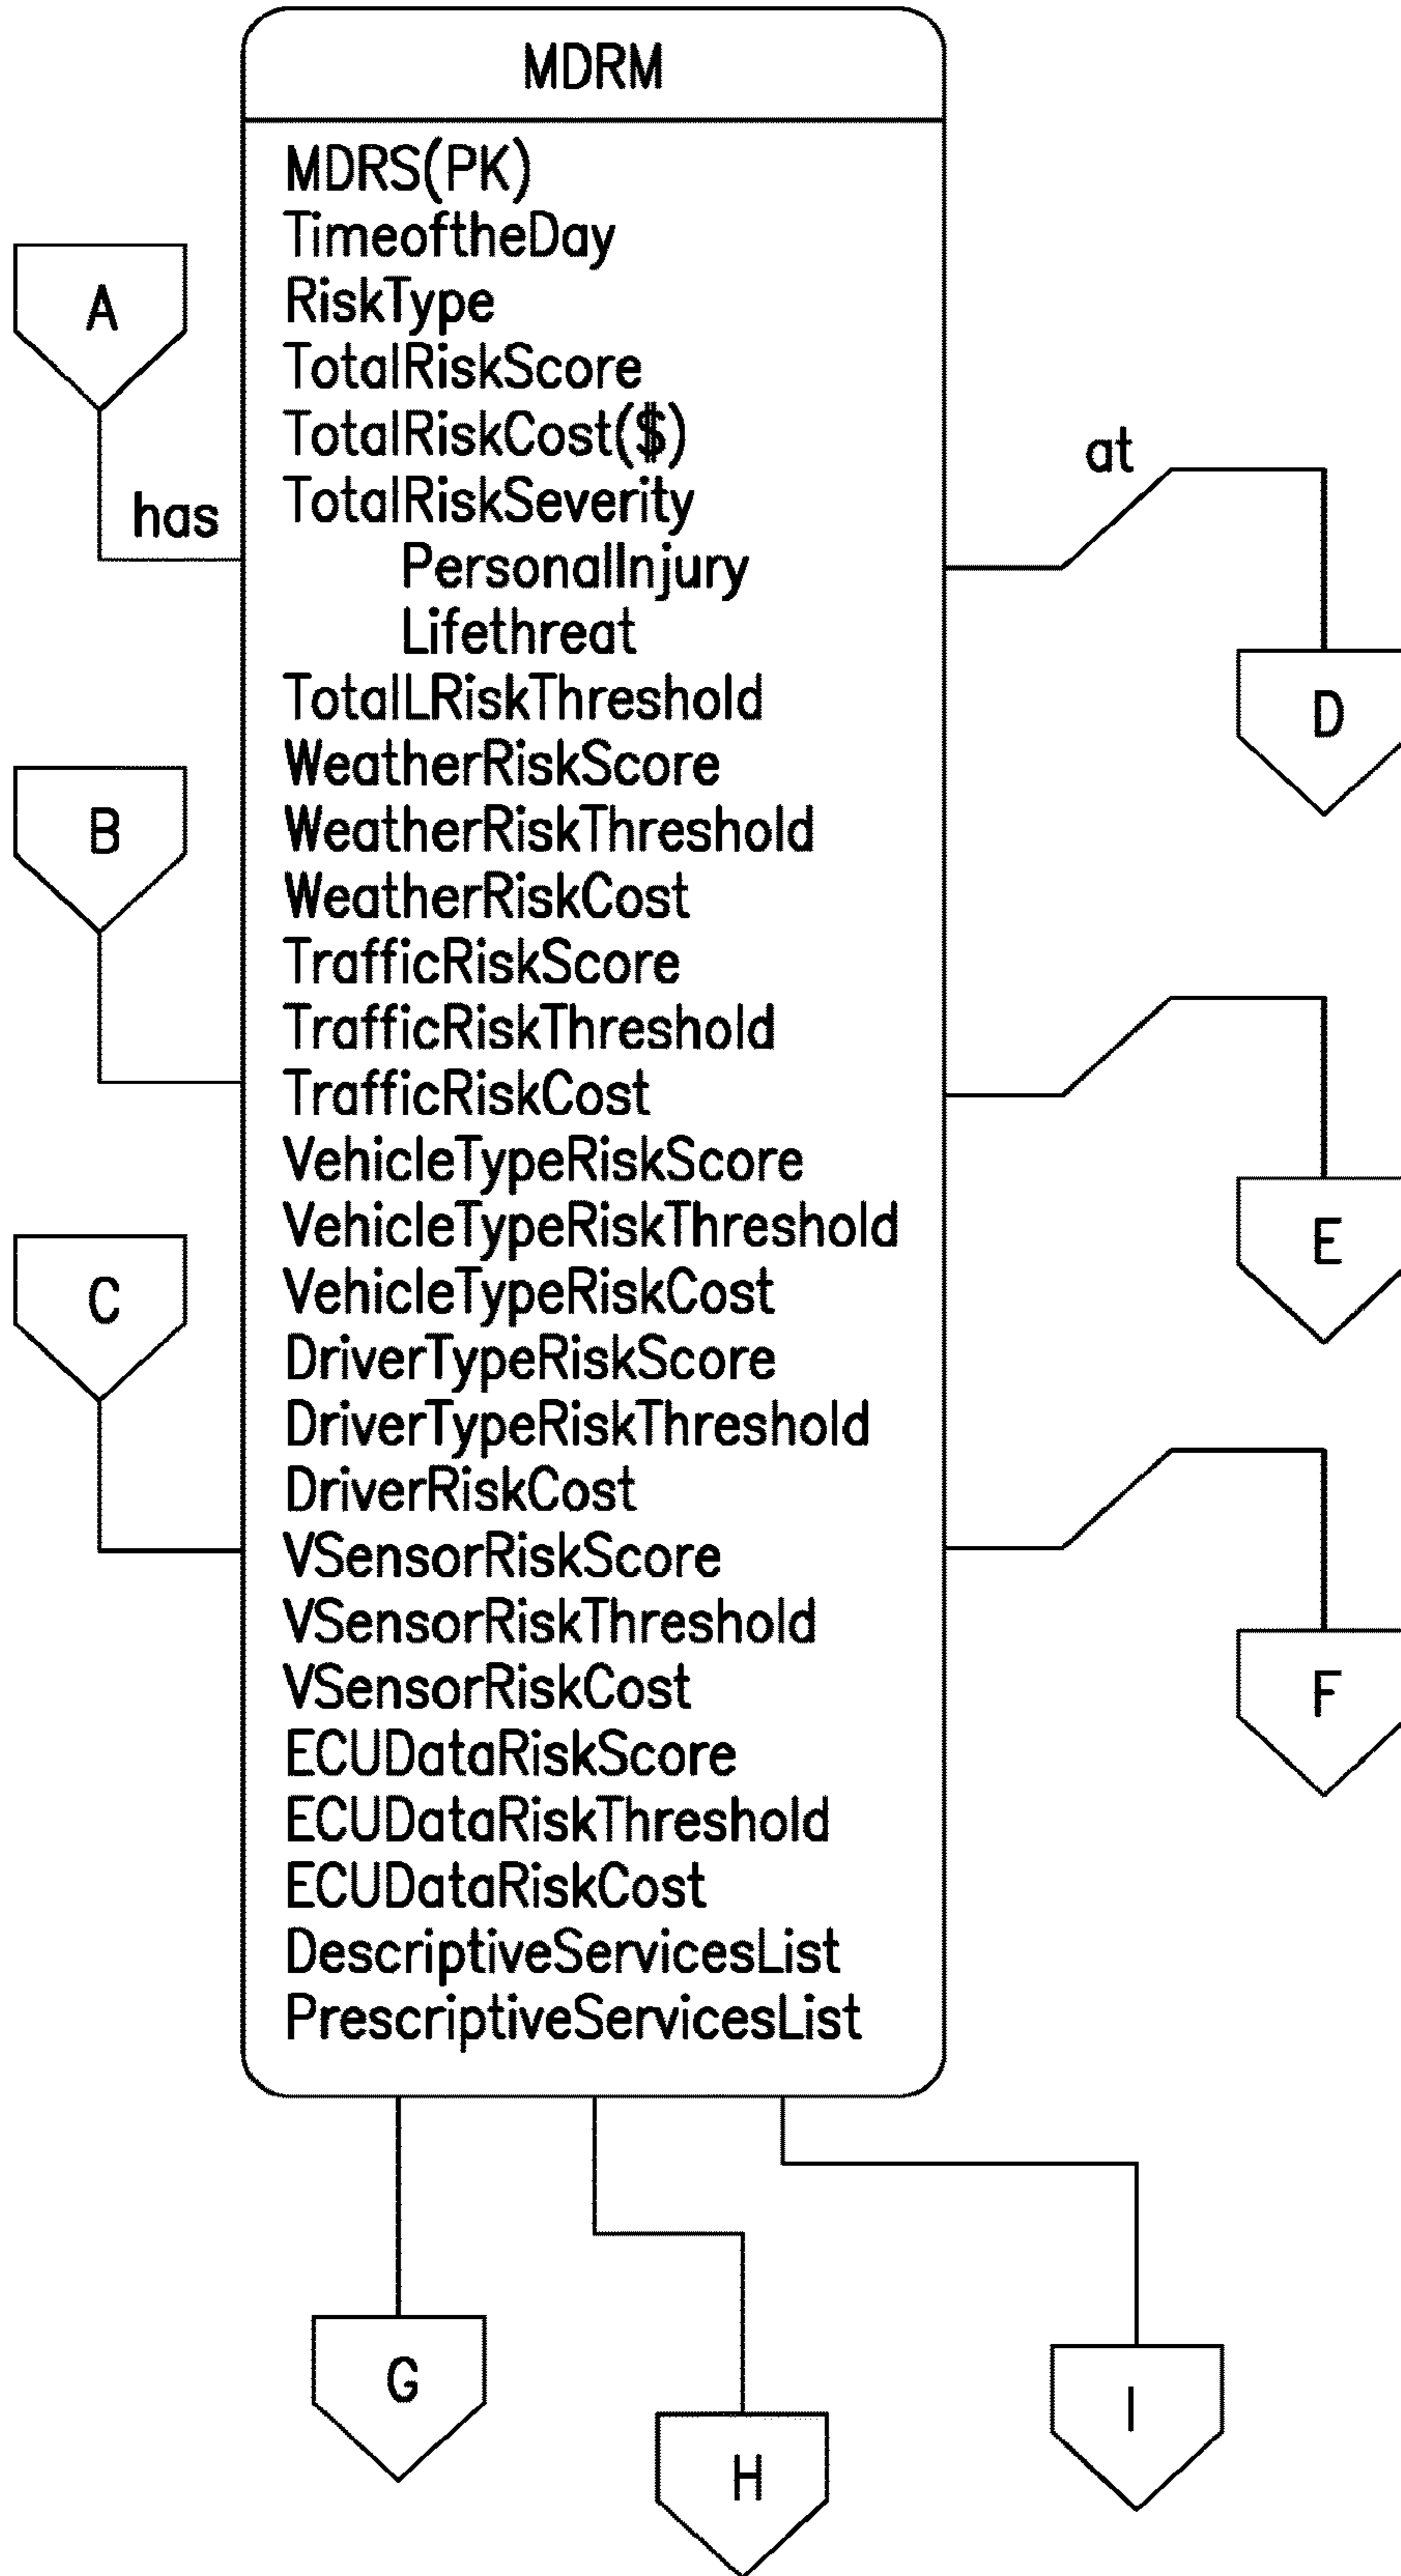 MDRM
MDRS(PK)
TimeoftheDay
RiskType
TotalRiskScore
TotalRiskCost($)
TotalRiskSeverity
PersonalInjury
Lifethreat
TotalLRiskThreshold
WeatherRiskScore
WeatherRiskThreshold
WeatherRiskCost
TrafficRiskScore
TrafficRiskThreshold
TrafficRiskCost
VehicleTypeRiskScore
VehicleTypeRiskThreshold
VehicleTypeRiskCost
DriverTypeRiskScore
DriverTypeRiskThreshold
DriverRiskCost
VSensorRiskScore
VSensorRiskThreshold
VSensorRiskCost
ECUDataRiskScore
ECUDataRiskThreshold
ECUDataRiskCost
DescriptiveServicesList
PrescriptiveServicesList
A
has
B
C
at
D
E
F
G
H
I